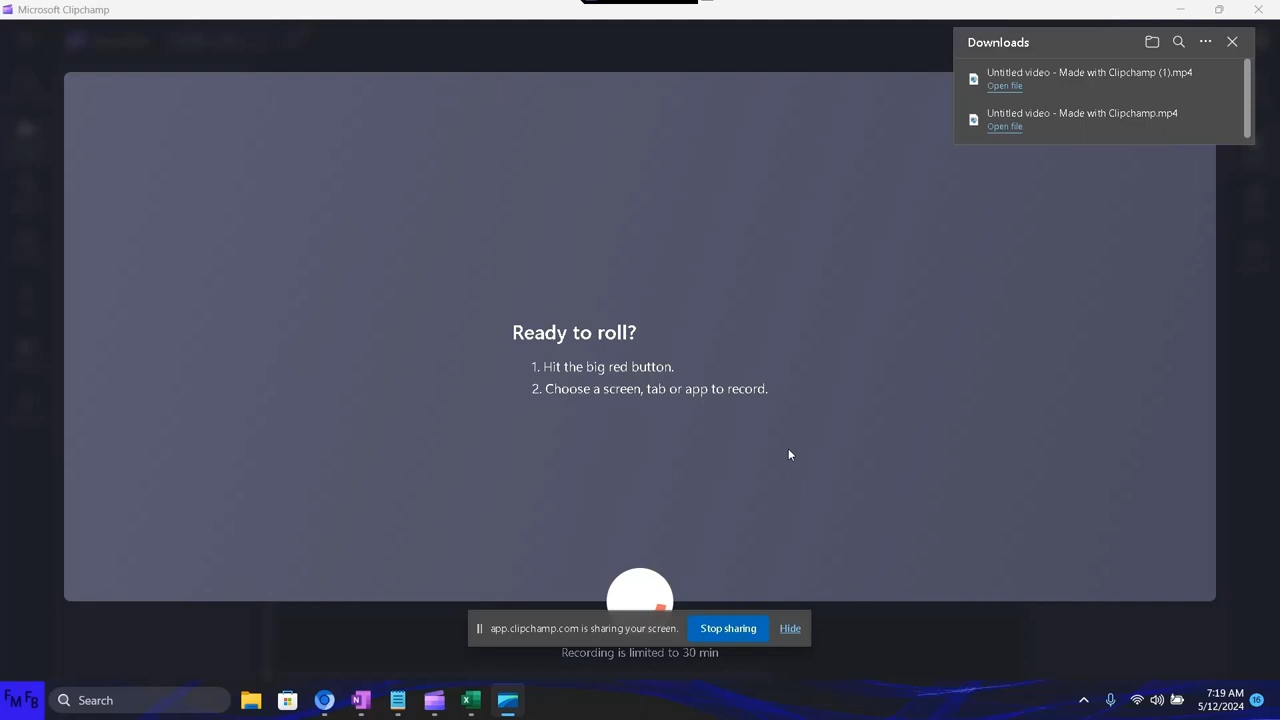 Microsoft Clipchamp
Downloads
Untitled video - Made with Clipchamp (1).mp4
Open file
Untitled video - Made with Clipchamp.mp4
Open file
Ready to roll?
1. Hit the big red button.
2. Choose a screen, tab or app to record.
app.clipchamp.com is sharing your screen.
Stop sharing
Hide
Recording is limited to 30 min
FM FB
Search
7:19 AM
5/12/2024
16